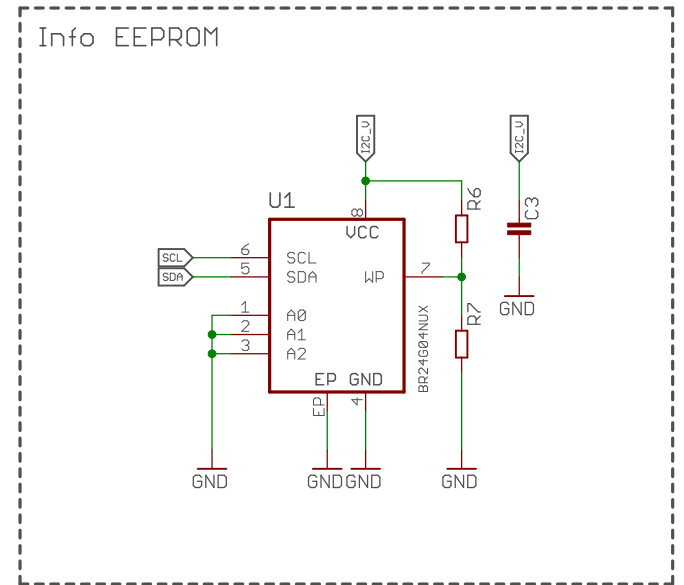 Info EEPROM
I2C_V
I2C_V
U1
8
VCC
R6
C3
SCL
6
SCL
SDA
5
SDA
WP
7
GND
1
A0
2
A1
3
A2
R7
BR24G04NUX
EP GND
EP
4
GND
GND
GND
GND